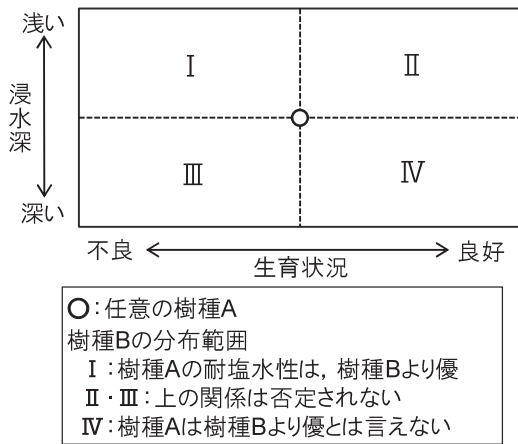 浅い
Ⅰ
Ⅱ
浸水深
Ⅲ
Ⅳ
深い
不良
良好
生育状況
○:任意の樹種A
樹種Bの分布範囲
Ⅰ:樹種Aの耐塩水性は,樹種Bより優
Ⅱ・Ⅲ:上の関係は否定されない
Ⅳ:樹種Aは樹種Bより優とは言えない